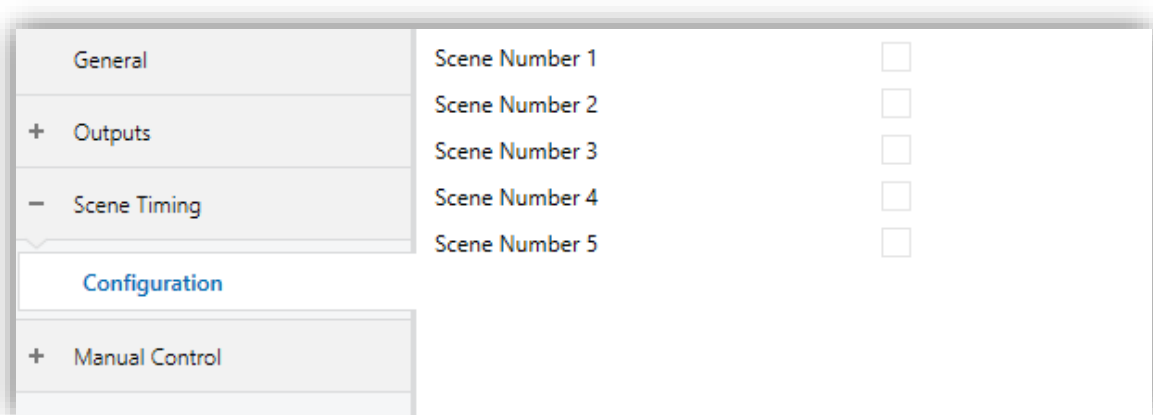 General
+ Outputs
− Scene Timing
Configuration
+ Manual Control
Scene Number 1
Scene Number 2
Scene Number 3
Scene Number 4
Scene Number 5